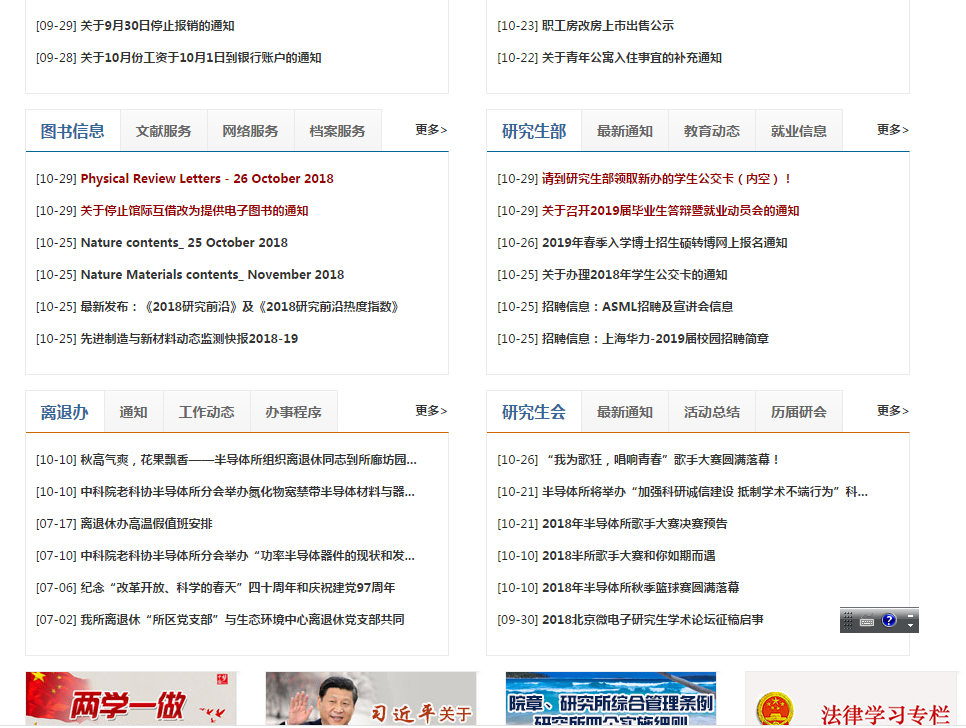 [09-29] 关于9月30日停止报销的通知
[09-28] 关于10月份工资于10月1日到银行账户的通知
[10-23] 职工房改房上市出售公示
[10-22] 关于青年公寓入住事宜的补充通知
图书信息 文献服务 网络服务 档案服务 更多>
[10-29] Physical Review Letters - 26 October 2018
[10-29] 关于停止馆际互借改为提供电子图书的通知
[10-25] Nature contents_ 25 October 2018
[10-25] Nature Materials contents_ November 2018
[10-25] 最新发布：《2018研究前沿》及《2018研究前沿热度指数》
[10-25] 先进制造与新材料动态监测快报2018-19
研究生部 最新通知 教育动态 就业信息 更多>
[10-29] 请到研究生部领取新办的学生公交卡（内空）！
[10-29] 关于召开2019届毕业生答辩暨就业动员会的通知
[10-26] 2019年春季入学博士招生硕转博网上报名通知
[10-25] 关于办理2018年学生公交卡的通知
[10-25] 招聘信息：ASML招聘及宣讲会信息
[10-25] 招聘信息：上海华力-2019届校园招聘简章
离退办 通知 工作动态 办事程序 更多>
[10-10] 秋高气爽，花果飘香——半导体所组织离退休同志到所廊坊园...
[10-10] 中科院老科协半导体所分会举办氮化物宽禁带半导体材料与器...
[07-17] 离退休办高温假值班安排
[07-10] 中科院老科协半导体所分会举办“功率半导体器件的现状和发...
[07-06] 纪念“改革开放、科学的春天”四十周年和庆祝建党97周年
[07-02] 我所离退休“所区党支部”与生态环境中心离退休党支部共同
研究生会 最新通知 活动总结 历届研会 更多>
[10-26] “我为歌狂，唱响青春”歌手大赛圆满落幕！
[10-21] 半导体所将举办“加强科研诚信建设 抵制学术不端行为”科...
[10-21] 2018年半导体所歌手大赛决赛预告
[10-10] 2018半所歌手大赛和你如期而遇
[10-10] 2018年半导体所秋季篮球赛圆满落幕
[09-30] 2018北京微电子研究生学术论坛征稿启事
两学一做
习近平关于
院章、研究所综合管理条例
研究所四个实施细则
法律学习专栏